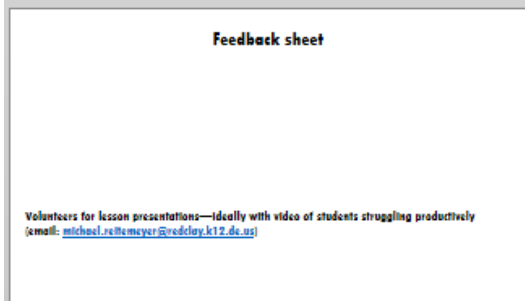 Feedback sheet
Volunteers for lesson presentations—Ideally with video of students struggling productively
(email: michael.reitemeyer@redclay.k12.de.us)